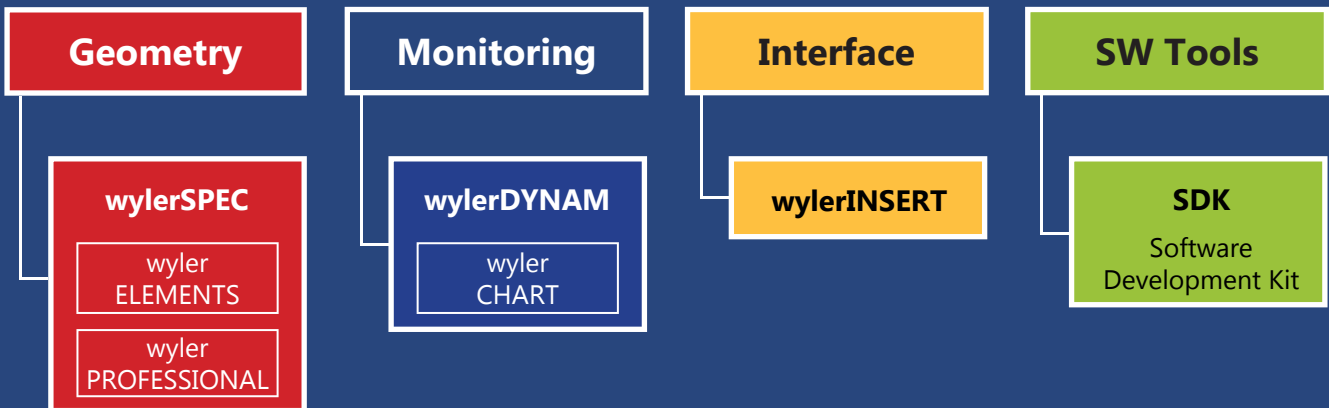 Geometry
Monitoring
Interface
SW Tools
wylerSPEC
wyler
ELEMENTS
wyler
PROFESSIONAL
wylerDYNAM
wyler
CHART
wylerINSERT
SDK
Software
Development Kit